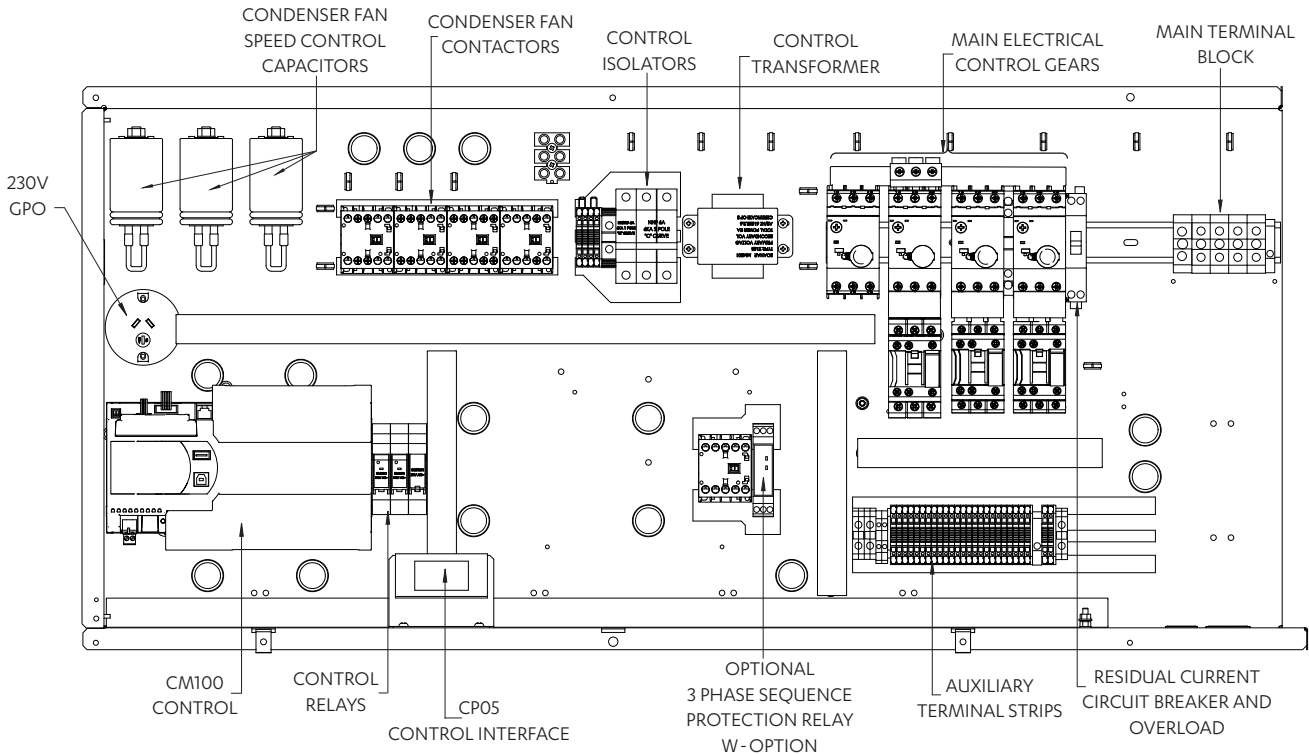 CONDENSER FAN
SPEED CONTROL
CAPACITORS
CONDENSER FAN
CONTACTORS
CONTROL
ISOLATORS
CONTROL
TRANSFORMER
MAIN ELECTRICAL
CONTROL GEARS
MAIN TERMINAL
BLOCK
230V
GPO
CM100
CONTROL
CONTROL
RELAYS
CP05
CONTROL INTERFACE
OPTIONAL
3 PHASE SEQUENCE
PROTECTION RELAY
W-OPTION
AUXILIARY
TERMINAL STRIPS
RESIDUAL CURRENT
CIRCUIT BREAKER AND
OVERLOAD